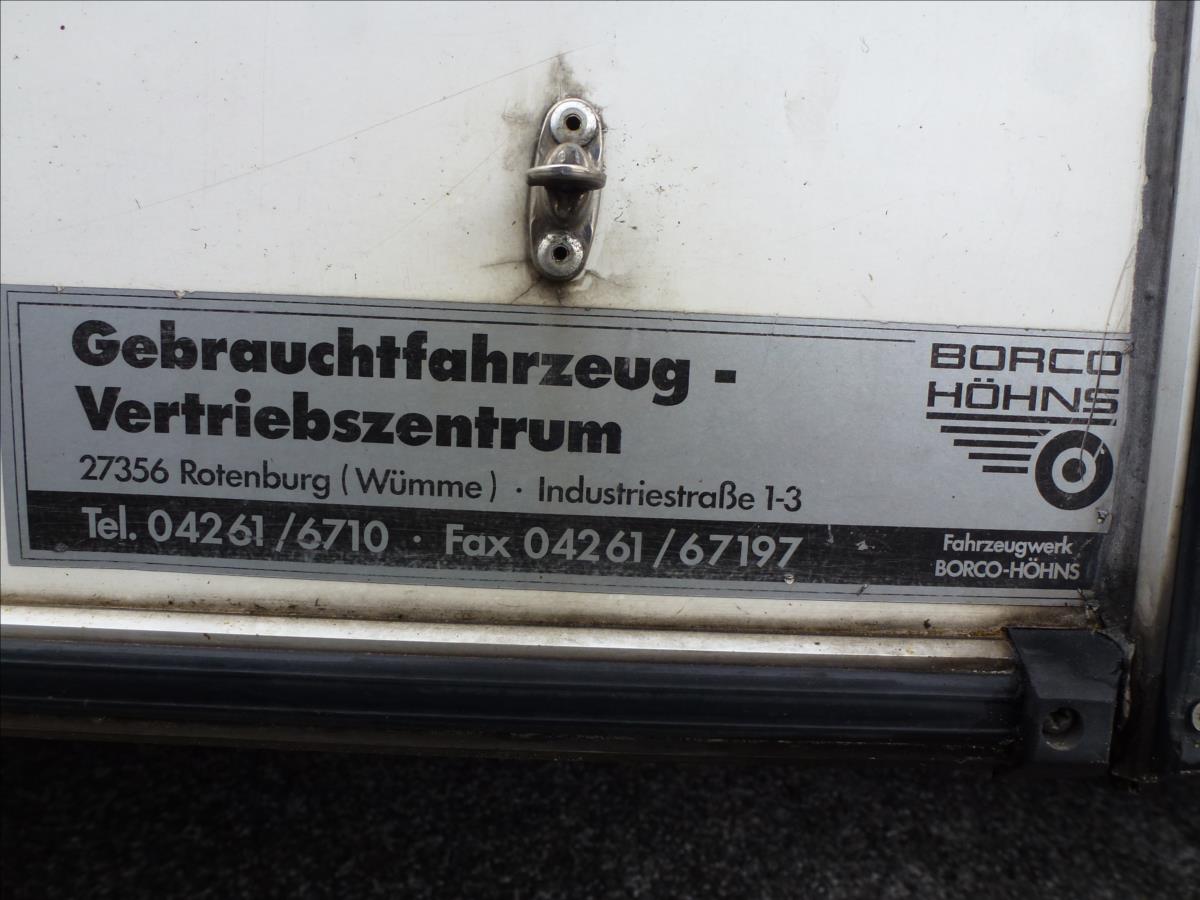 Gebrauchtfahrzeug -
Vertriebszentrum
27356 Rotenburg (Wümme) · Industriestraße 1-3
Tel. 04261/6710 · Fax 04261/67197
BORCO
HÖHNS
Fahrzeugwerk
BORCO-HÖHNS